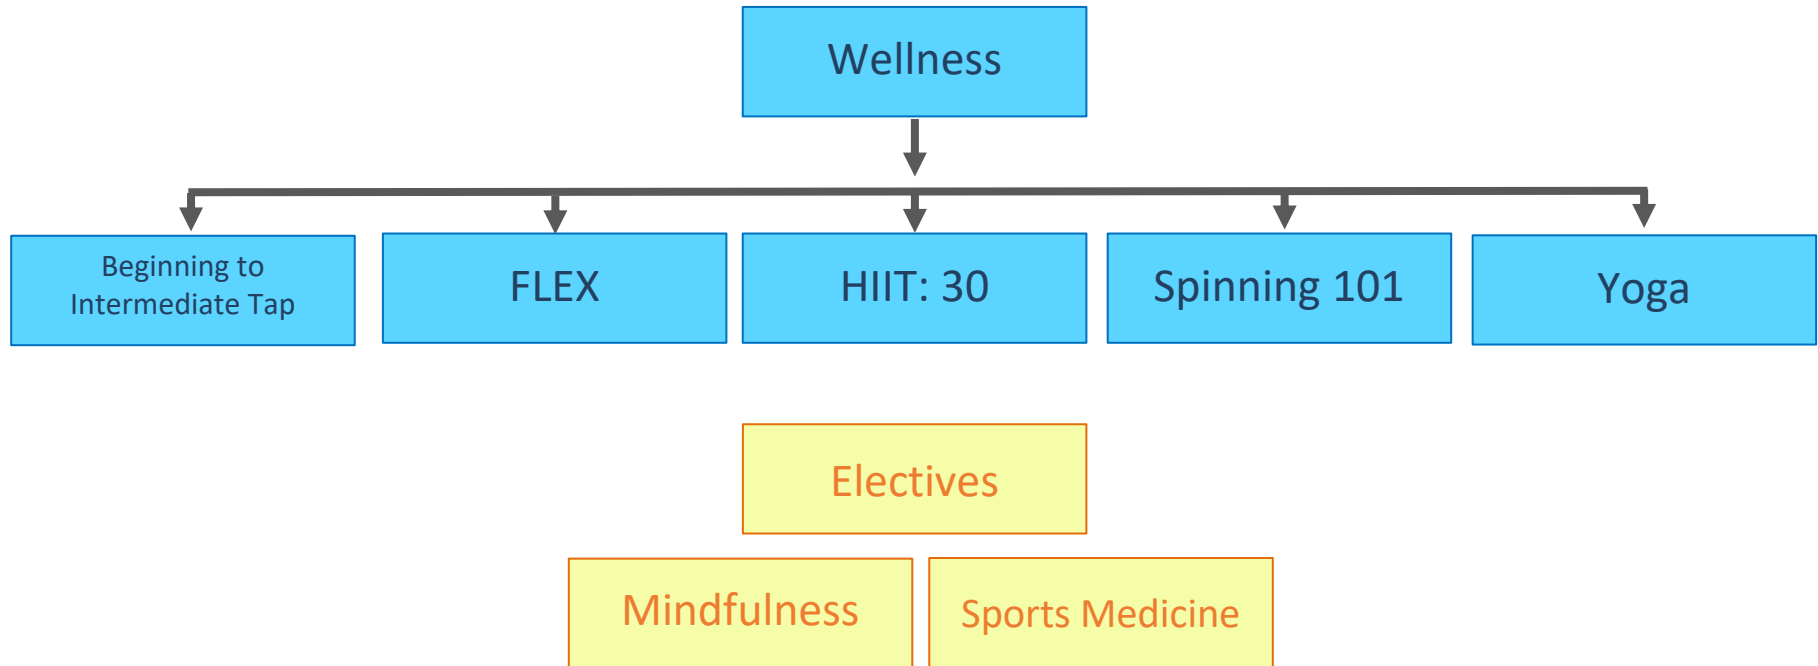 Wellness
Beginning to
Intermediate Tap
FLEX
HIIT: 30
Spinning 101
Yoga
Electives
Mindfulness
Sports Medicine